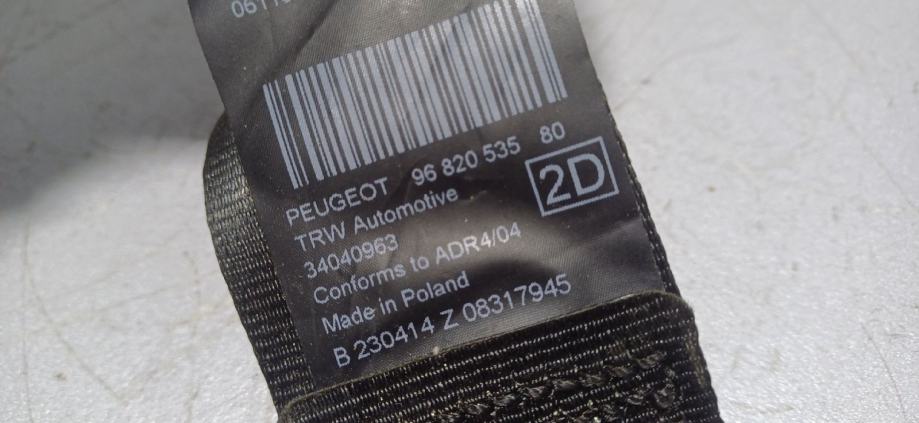 PEUGEOT 96 820 535 80
TRW Automotive 2D
34040963
Conforms to ADR4/04
Made in Poland
B 230414 Z 08317945